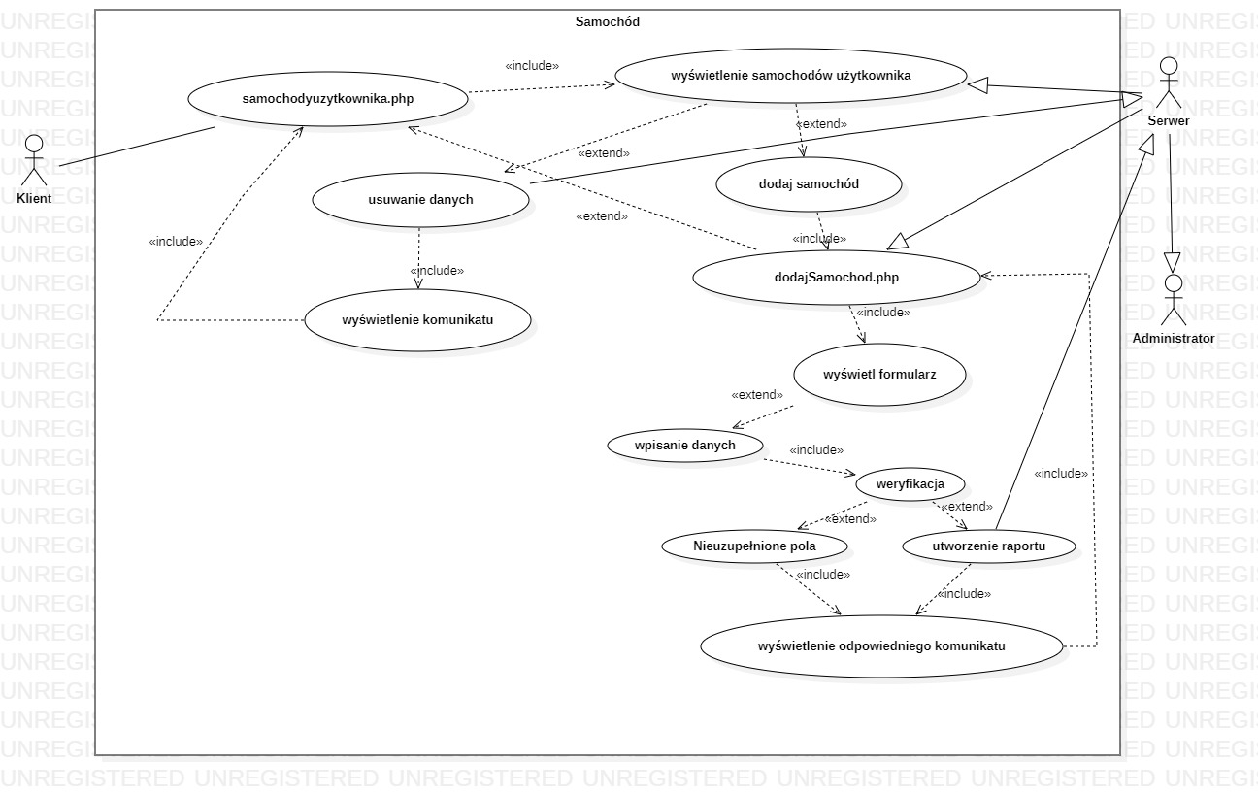 Samochód
«include»
wyświetlenie samochodów użytkownika
samochodyuzytkownika.php
Serwer
«extend»
Klient
«extend»
dodaj samochód
usuwanie danych
«extend»
«include»
«include»
«include»
dodajSamochod.php
«include»
wyświetlenie komunikatu
Administrator
wyświetl formularz
«extend»
wpisanie danych
«include»
«include»
weryfikacja
«extend»
«extend»
Nieuzupełnione pola
utworzenie raportu
«include»
«include»
wyświetlenie odpowiedniego komunikatu
UNREGISTERED UNREGISTERED UNREGISTERED UNREGISTERED UNREGISTERED UNREGISTERED UNREGIS